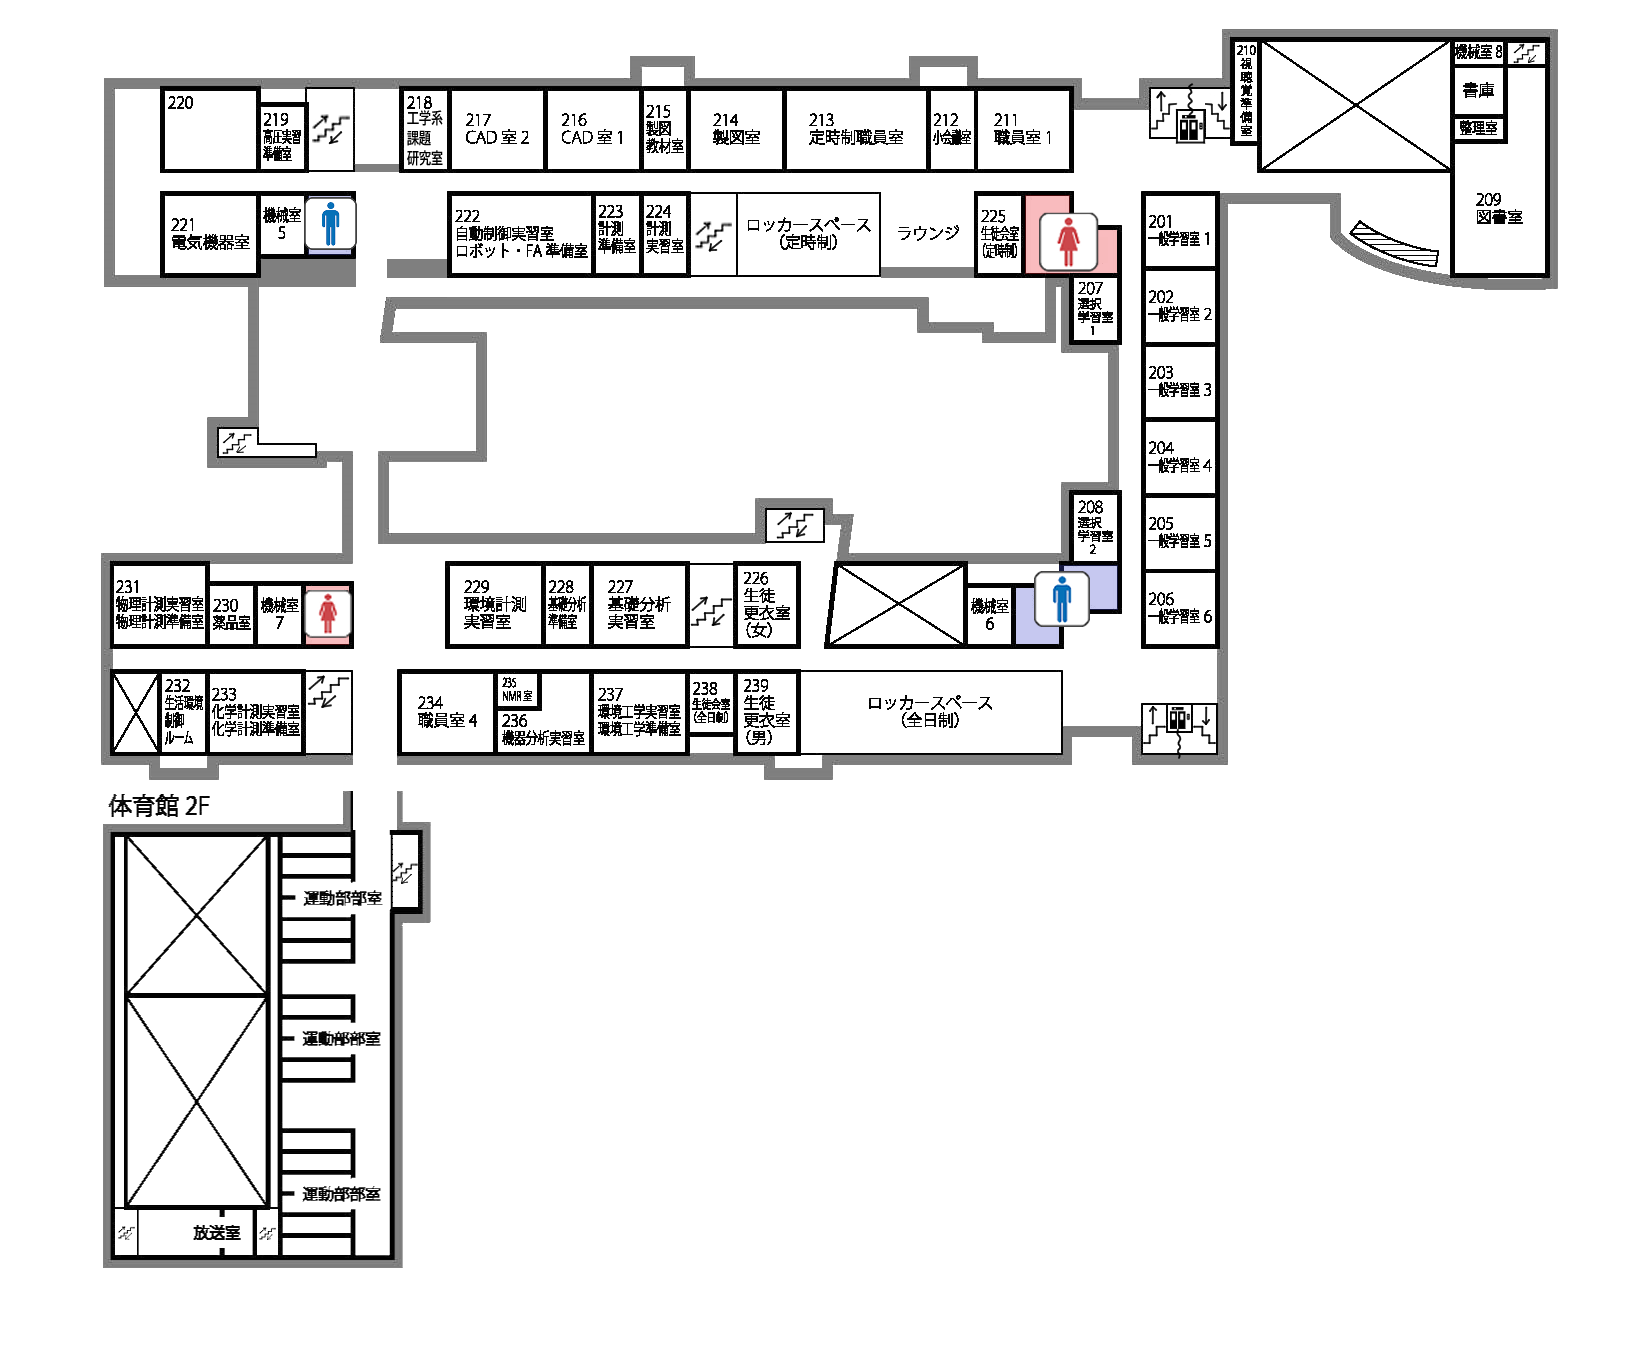 220
219
高圧実習
準備室
218
工学系
課題
研究室
217
CAD 室 2
216
CAD 室 1
215
製図
教材室
214
製図室
213
定時制職員室
212
小会議室
211
職員室 1
210
視聴覚準備室
機械室 8
書庫
整理室
209
図書室
221
電気機器室
機械室
5
222
自動制御実習室
ロボット・FA 準備室
223
計測
準備室
224
計測
実習室
ロッカースペース
（定時制）
ラウンジ
225
生徒会室
（定時制）
201
一般学習室 1
202
一般学習室 2
203
一般学習室 3
204
一般学習室 4
205
一般学習室 5
206
一般学習室 6
207
選択
学習室
1
208
選択
学習室
2
231
物理計測実習室
物理計測準備室
230
薬品室
機械室
7
229
環境計測
実習室
228
基礎分析
準備室
227
基礎分析
実習室
226
生徒
更衣室
（女）
機械室
6
232
生活環境
制御
ルーム
233
化学計測実習室
化学計測準備室
234
職員室 4
235
NMR 室
236
機器分析実習室
237
環境工学実習室
環境工学準備室
238
生徒会室
（全日制）
239
生徒
更衣室
（男）
ロッカースペース
（全日制）
体育館 2F
運動部部室
運動部部室
運動部部室
放送室